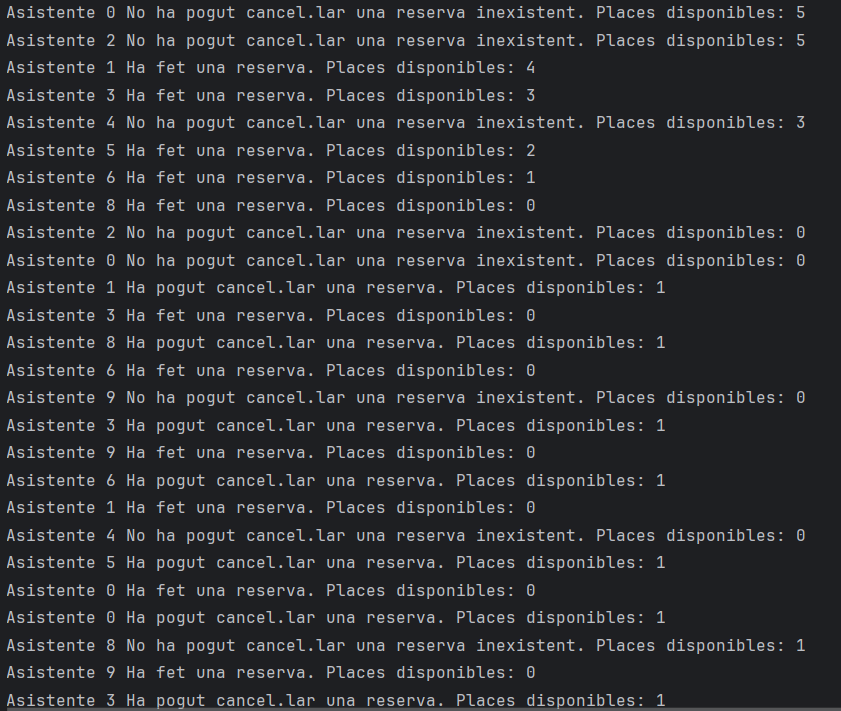 Asistente 0 No ha pogut cancel.lar una reserva inexistent. Places disponibles: 5
Asistente 2 No ha pogut cancel.lar una reserva inexistent. Places disponibles: 5
Asistente 1 Ha fet una reserva. Places disponibles: 4
Asistente 3 Ha fet una reserva. Places disponibles: 3
Asistente 4 No ha pogut cancel.lar una reserva inexistent. Places disponibles: 3
Asistente 5 Ha fet una reserva. Places disponibles: 2
Asistente 6 Ha fet una reserva. Places disponibles: 1
Asistente 8 Ha fet una reserva. Places disponibles: 0
Asistente 2 No ha pogut cancel.lar una reserva inexistent. Places disponibles: 0
Asistente 0 No ha pogut cancel.lar una reserva inexistent. Places disponibles: 0
Asistente 1 Ha pogut cancel.lar una reserva. Places disponibles: 1
Asistente 3 Ha fet una reserva. Places disponibles: 0
Asistente 8 Ha pogut cancel.lar una reserva. Places disponibles: 1
Asistente 6 Ha fet una reserva. Places disponibles: 0
Asistente 9 No ha pogut cancel.lar una reserva inexistent. Places disponibles: 0
Asistente 3 Ha pogut cancel.lar una reserva. Places disponibles: 1
Asistente 9 Ha fet una reserva. Places disponibles: 0
Asistente 6 Ha pogut cancel.lar una reserva. Places disponibles: 1
Asistente 1 Ha fet una reserva. Places disponibles: 0
Asistente 4 No ha pogut cancel.lar una reserva inexistent. Places disponibles: 0
Asistente 5 Ha pogut cancel.lar una reserva. Places disponibles: 1
Asistente 0 Ha fet una reserva. Places disponibles: 0
Asistente 0 Ha pogut cancel.lar una reserva. Places disponibles: 1
Asistente 8 No ha pogut cancel.lar una reserva inexistent. Places disponibles: 1
Asistente 9 Ha fet una reserva. Places disponibles: 0
Asistente 3 Ha pogut cancel.lar una reserva. Places disponibles: 1